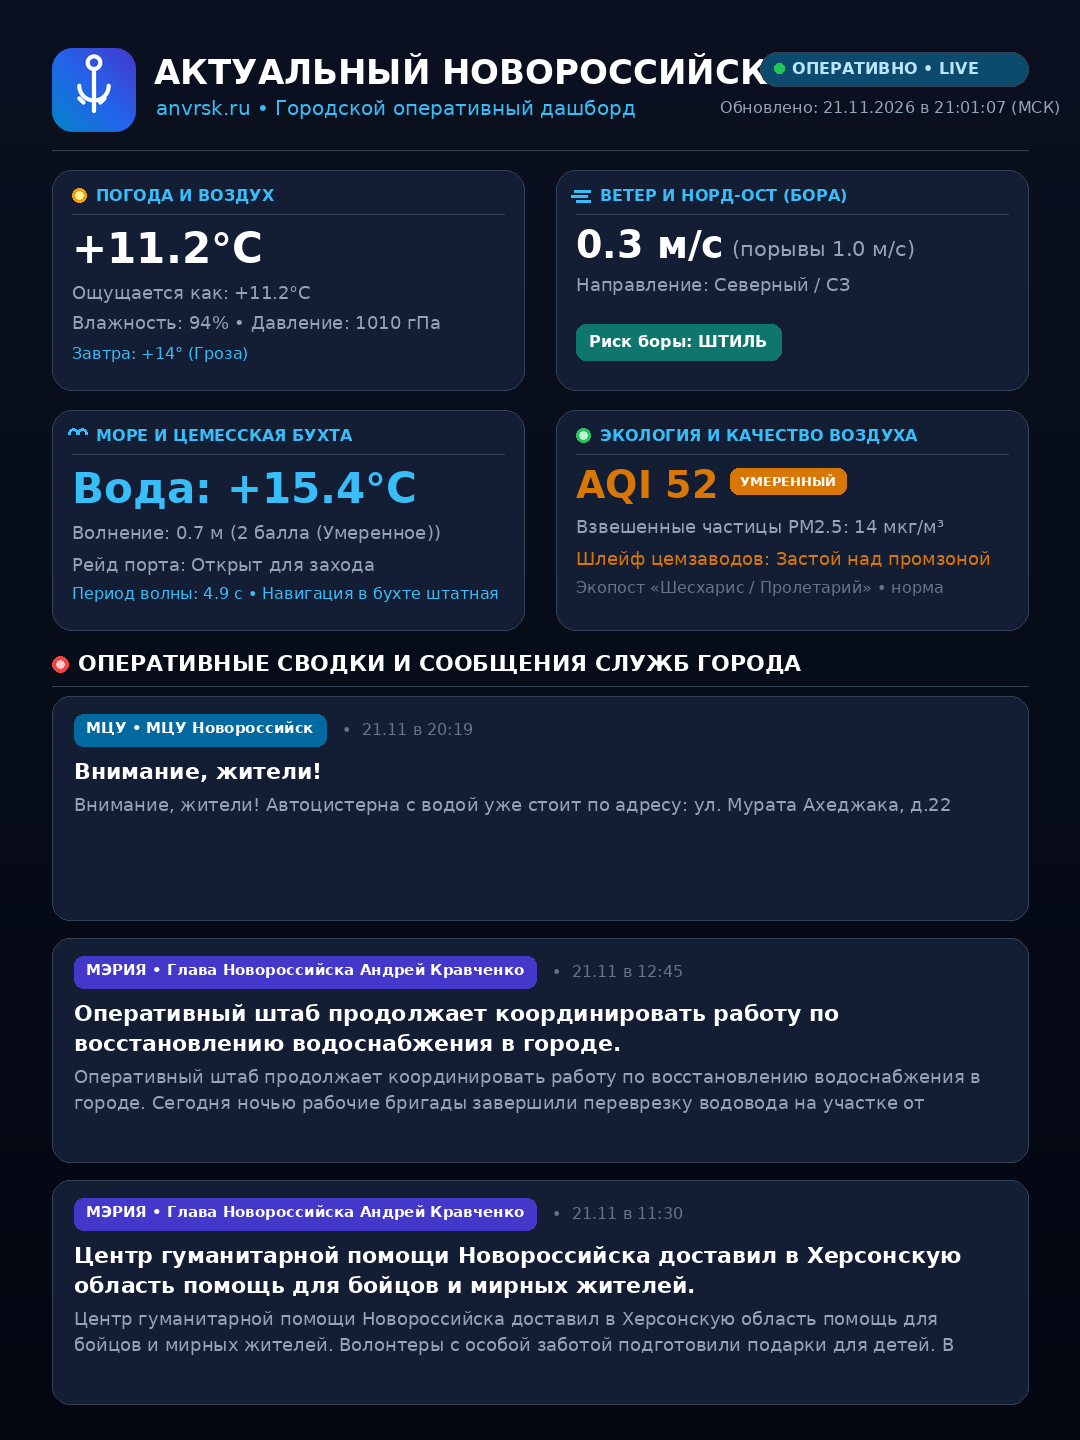 АКТУАЛЬНЫЙ НОВОРОССИЙСК
ОПЕРАТИВНО • LIVE
anvrsk.ru • Городской оперативный дашборд
Обновлено: 21.11.2026 в 21:01:07 (МСК)
ПОГОДА И ВОЗДУХ
+11.2°C
Ощущается как: +11.2°C
Влажность: 94% • Давление: 1010 гПа
Завтра: +14° (Гроза)
ВЕТЕР И НОРД-ОСТ (БОРА)
0.3 м/с (порывы 1.0 м/с)
Направление: Северный / СЗ
Риск боры: ШТИЛЬ
МОРЕ И ЦЕМЕССКАЯ БУХТА
Вода: +15.4°C
Волнение: 0.7 м (2 балла (Умеренное))
Рейд порта: Открыт для захода
Период волны: 4.9 с • Навигация в бухте штатная
ЭКОЛОГИЯ И КАЧЕСТВО ВОЗДУХА
AQI 52 УМЕРЕННЫЙ
Взвешенные частицы PM2.5: 14 мкг/м³
Шлейф цемзаводов: Застой над промзоной
Экопост «Шесхарис / Пролетарий» • норма
ОПЕРАТИВНЫЕ СВОДКИ И СООБЩЕНИЯ СЛУЖБ ГОРОДА
МЦУ • МЦУ Новороссийск • 21.11 в 20:19
Внимание, жители!
Внимание, жители! Автоцистерна с водой уже стоит по адресу: ул. Мурата Ахеджака, д.22
МЭРИЯ • Глава Новороссийска Андрей Кравченко • 21.11 в 12:45
Оперативный штаб продолжает координировать работу по
восстановлению водоснабжения в городе.
Оперативный штаб продолжает координировать работу по восстановлению водоснабжения в
городе. Сегодня ночью рабочие бригады завершили переврезку водовода на участке от
МЭРИЯ • Глава Новороссийска Андрей Кравченко • 21.11 в 11:30
Центр гуманитарной помощи Новороссийска доставил в Херсонскую
область помощь для бойцов и мирных жителей.
Центр гуманитарной помощи Новороссийска доставил в Херсонскую область помощь для
бойцов и мирных жителей. Волонтеры с особой заботой подготовили подарки для детей. В